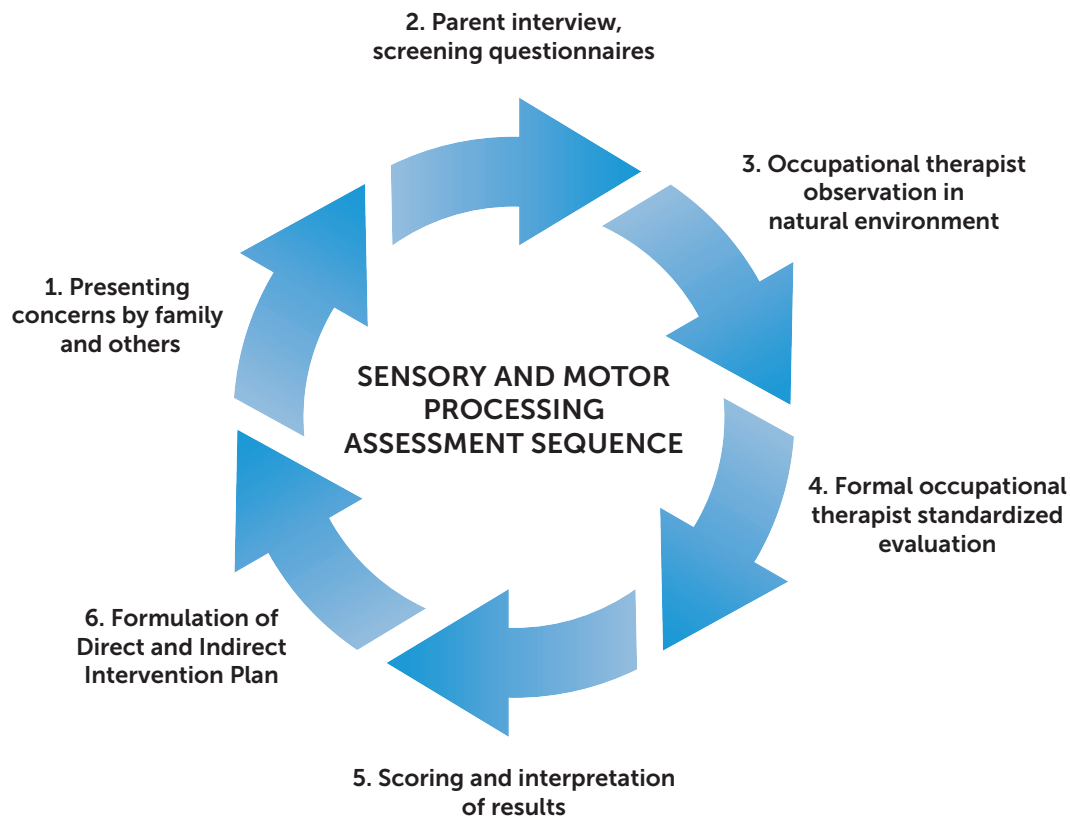 2. Parent interview,
screening questionnaires
3. Occupational therapist
observation in
natural environment
1. Presenting
concerns by family
and others
SENSORY AND MOTOR
PROCESSING
ASSESSMENT SEQUENCE
4. Formal occupational
therapist standardized
evaluation
6. Formulation of
Direct and Indirect
Intervention Plan
5. Scoring and interpretation
of results